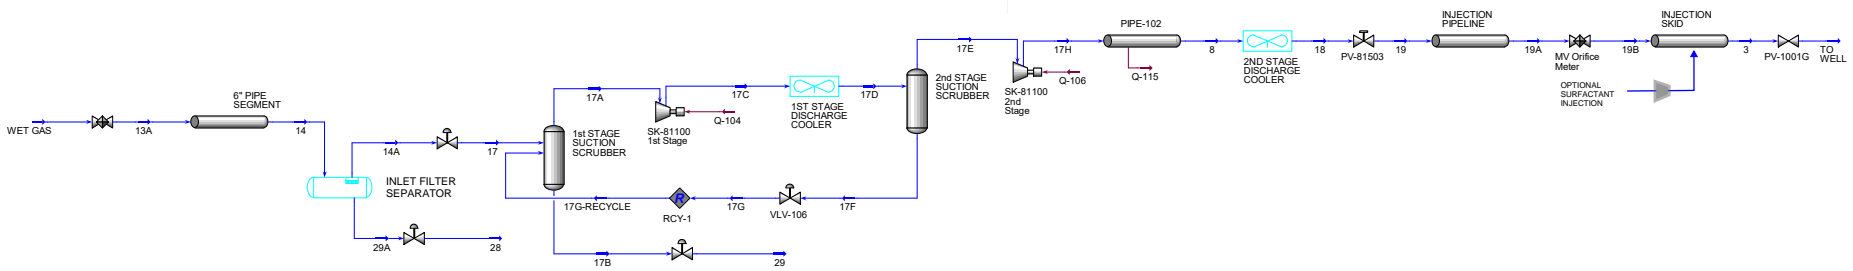 WET GAS
13A
6" PIPE
SEGMENT
14
14A
17
INLET FILTER
SEPARATOR
29A
28
1st STAGE
SUCTION
SCRUBBER
17A
SK-81100
1st Stage
Q-104
17C
1ST STAGE
DISCHARGE
COOLER
17D
2nd STAGE
SUCTION
SCRUBBER
17G-RECYCLE
R
RCY-1
17G
VLV-106
17F
17B
29
17E
SK-81100
2nd
Stage
Q-106
17H
PIPE-102
Q-115
8
2ND STAGE
DISCHARGE
COOLER
18
PV-81503
19
INJECTION
PIPELINE
19A
MV Orifice
Meter
19B
INJECTION
SKID
OPTIONAL
SURFACTANT
INJECTION
3
PV-1001G
TO
WELL